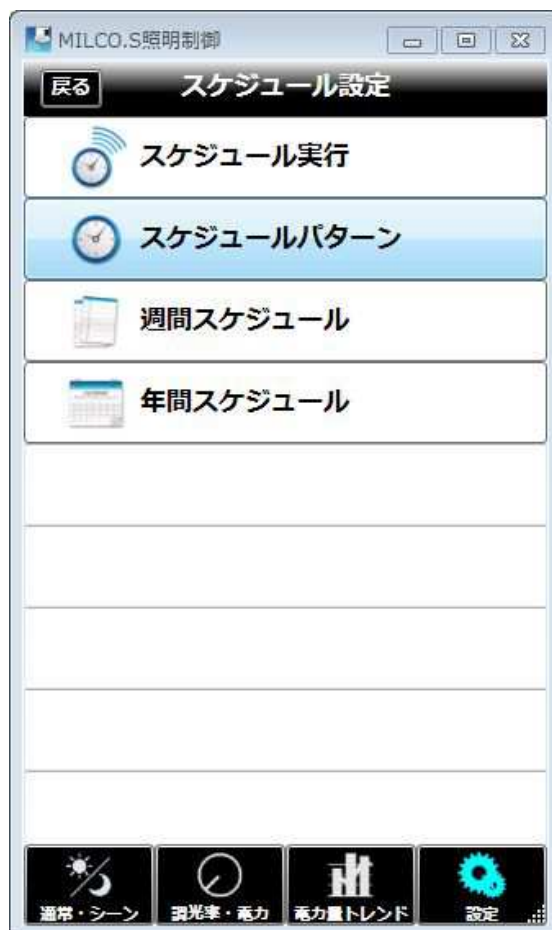 MILCO.S照明制御
戻る スケジュール設定
スケジュール実行
スケジュールパターン
週間スケジュール
年間スケジュール
通常・シーン 調光率・電力 電力量トレンド 設定